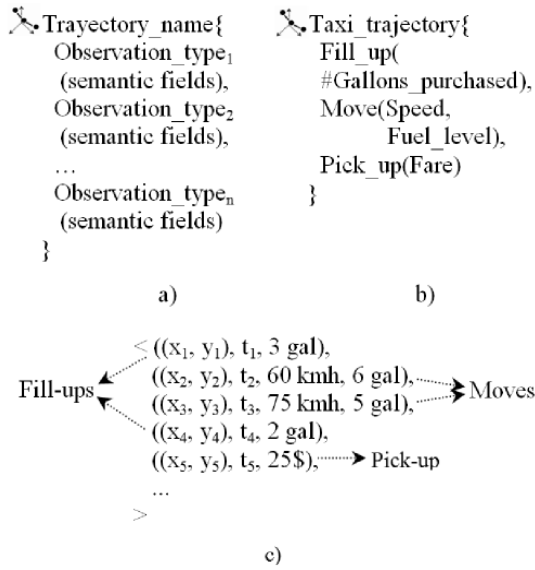 Trayectory_name{
Observation_type₁
(semantic fields),
Observation_type₂
(semantic fields),
...
Observation_typeₙ
(semantic fields)
}
a)
Taxi_trajectory{
Fill_up(
#Gallons_purchased),
Move(Speed,
Fuel_level),
Pick_up(Fare)
}
b)
< ((x₁, y₁), t₁, 3 gal),
((x₂, y₂), t₂, 60 kmh, 6 gal),
((x₃, y₃), t₃, 75 kmh, 5 gal),
((x₄, y₄), t₄, 2 gal),
((x₅, y₅), t₅, 25$),
...
>
Fill-ups
Moves
Pick-up
c)